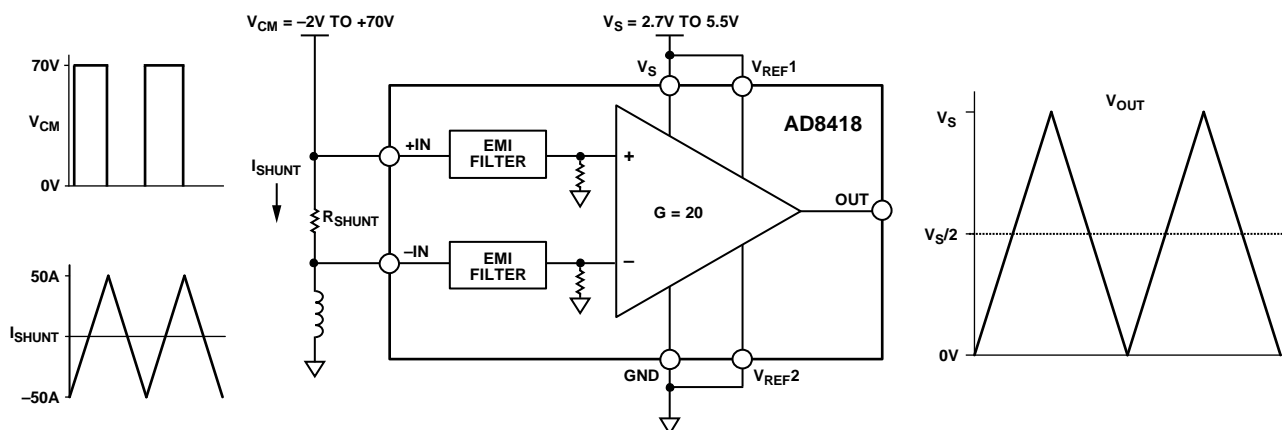 V_CM = –2V TO +70V
V_S = 2.7V TO 5.5V
70V
V_CM
0V
50A
I_SHUNT
–50A
I_SHUNT
R_SHUNT
V_S
V_REF1
AD8418
+IN
EMI
FILTER
+
G = 20
OUT
–IN
EMI
FILTER
–
GND
V_REF2
V_OUT
V_S
V_S/2
0V